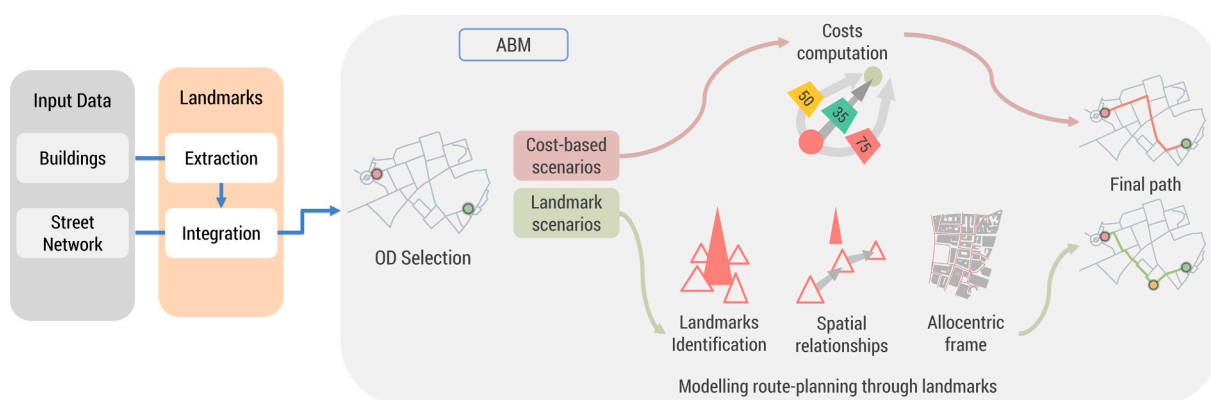 Input Data
Buildings
Street
Network
Landmarks
Extraction
Integration
ABM
OD Selection
Cost-based
scenarios
Landmark
scenarios
Costs
computation
50
35
75
Final path
Landmarks
Identification
Spatial
relationships
Allocentric
frame
Modelling route-planning through landmarks